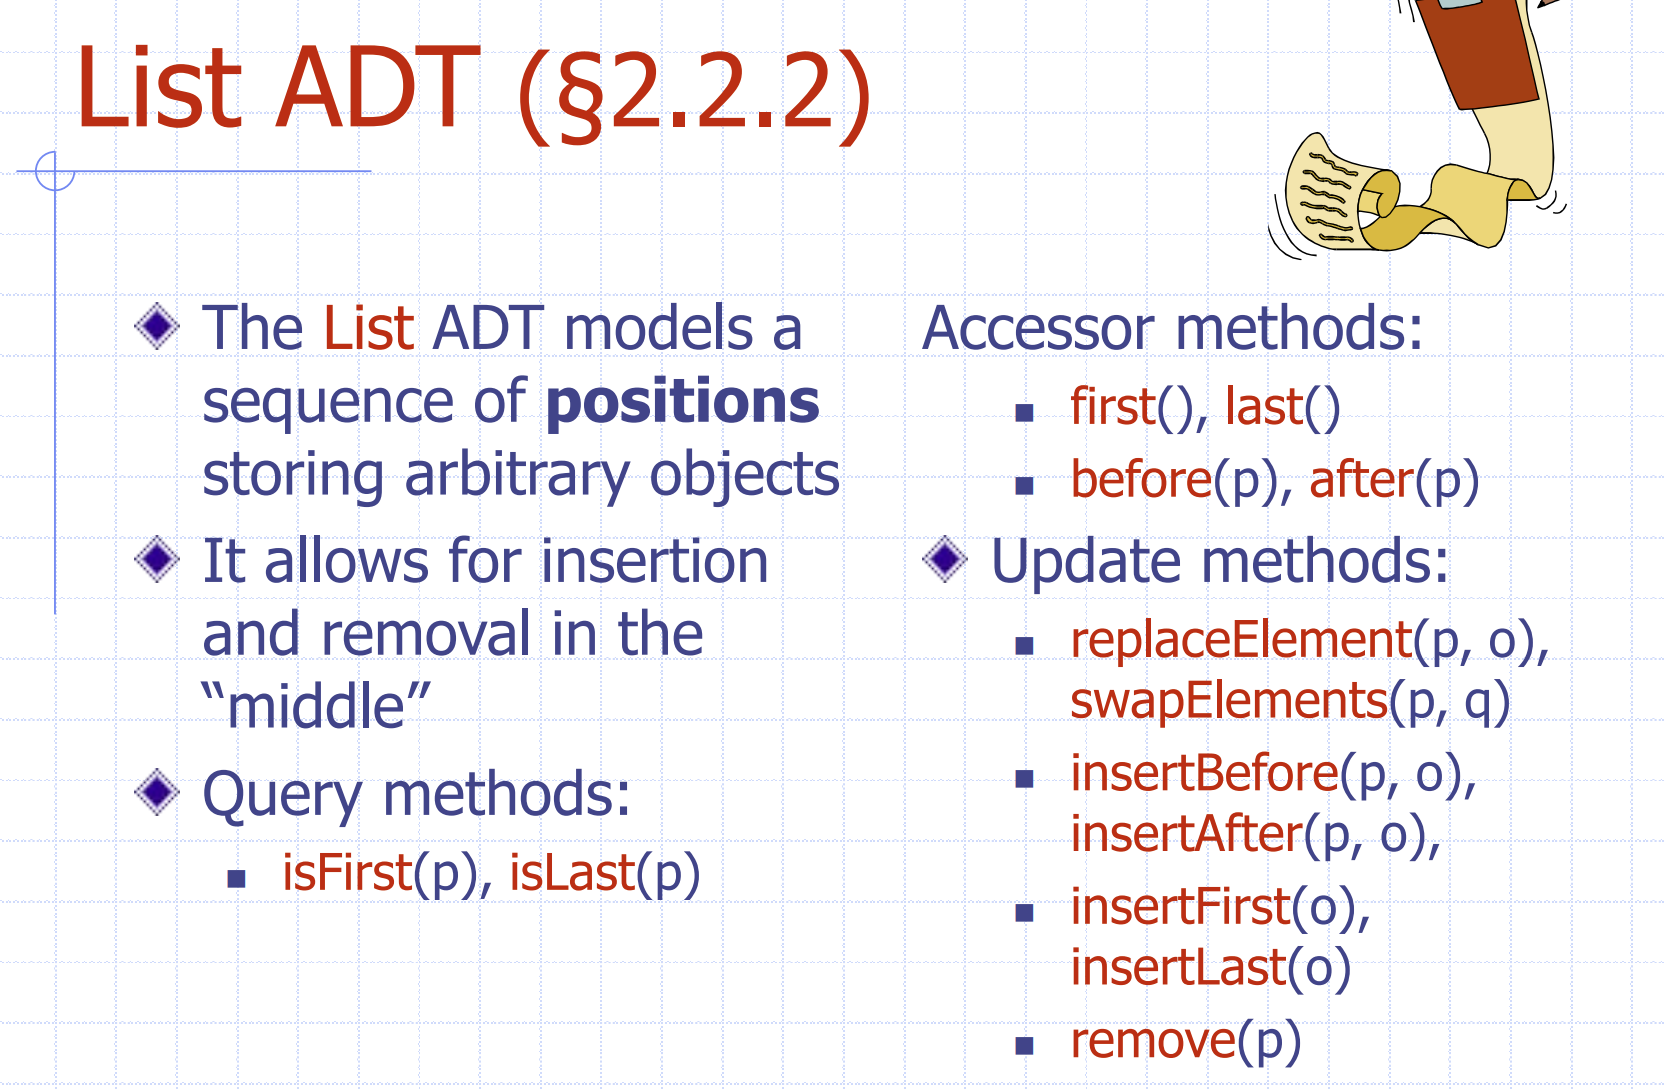 List ADT (§2.2.2)
The List ADT models a
sequence of positions
storing arbitrary objects
It allows for insertion
and removal in the
“middle”
Query methods:
isFirst(p), isLast(p)
Accessor methods:
first(), last()
before(p), after(p)
Update methods:
replaceElement(p, o),
swapElements(p, q)
insertBefore(p, o),
insertAfter(p, o),
insertFirst(o),
insertLast(o)
remove(p)